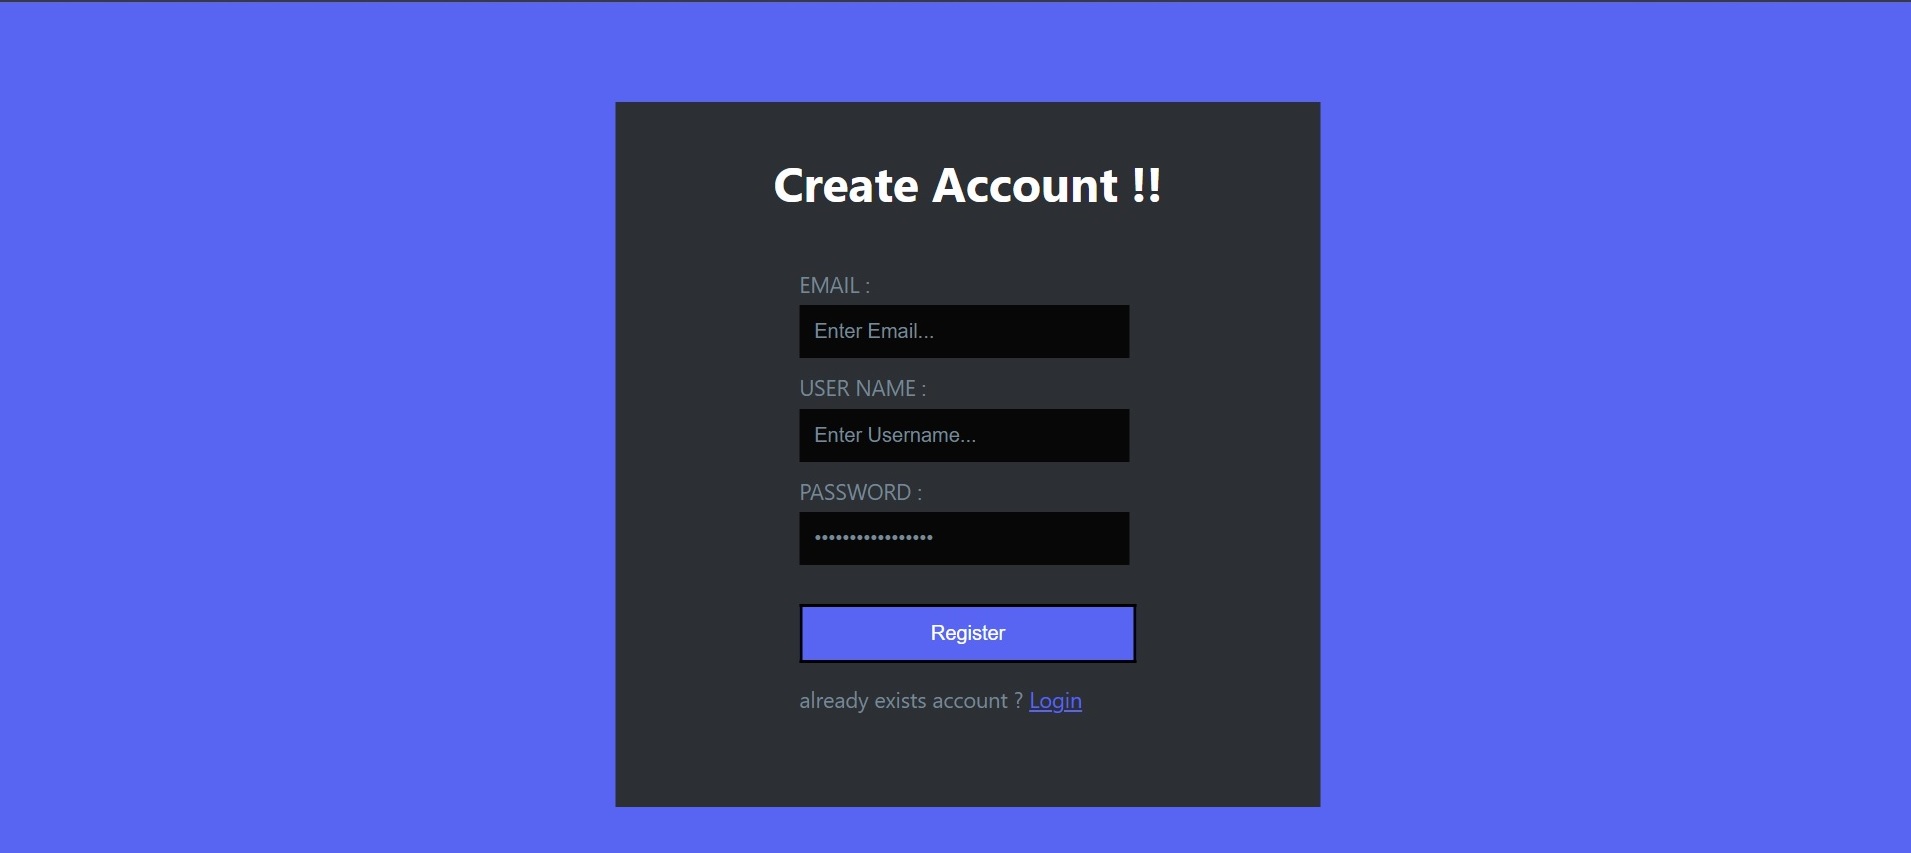 Create Account !!
EMAIL :
Enter Email...
USER NAME :
Enter Username...
PASSWORD :
•••••••••••••••••
Register
already exists account ? Login